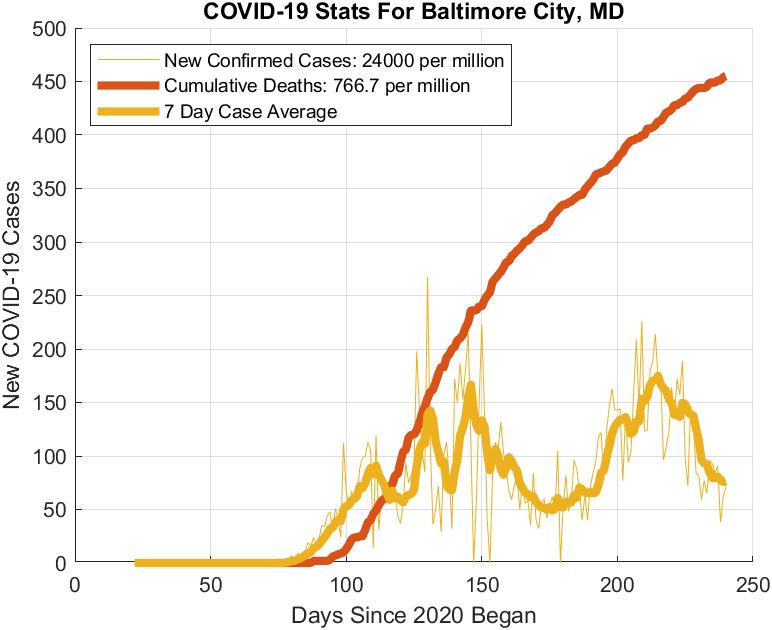 COVID-19 Stats For Baltimore City, MD
500
450
400
350
300
250
200
150
100
50
0
New COVID-19 Cases
New Confirmed Cases: 24000 per million
Cumulative Deaths: 766.7 per million
7 Day Case Average
0 50 100 150 200 250
Days Since 2020 Began